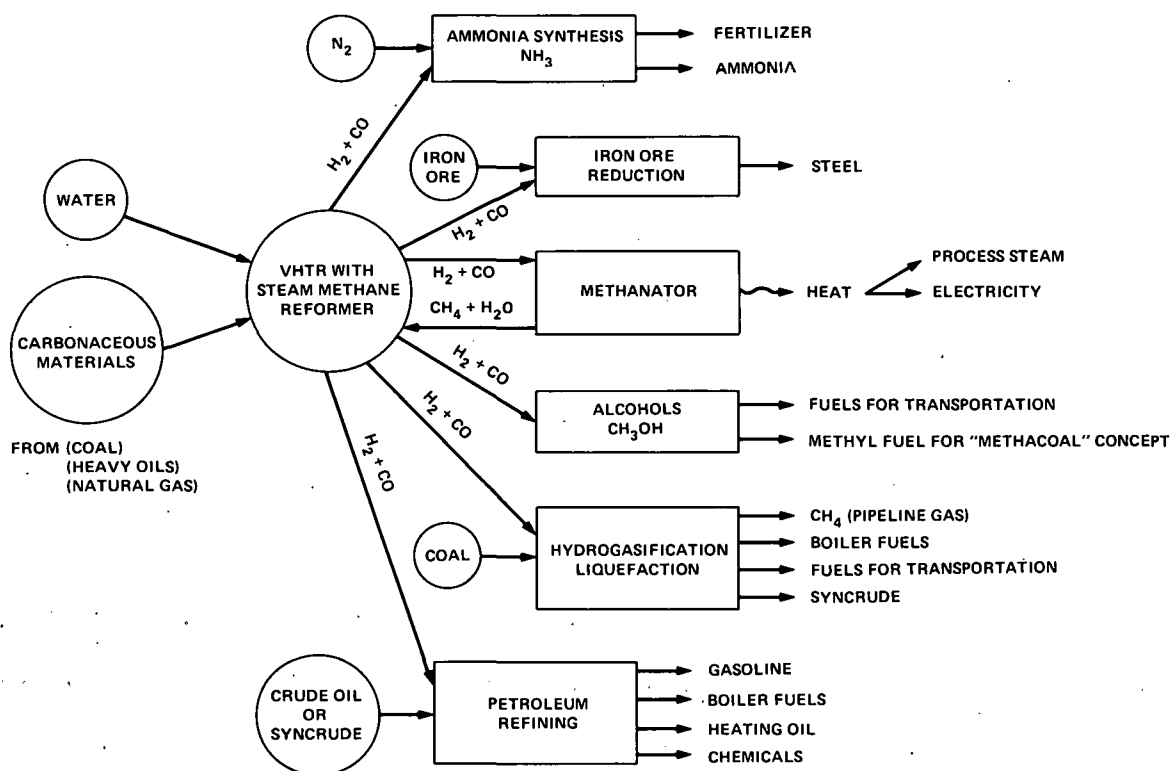 N₂
AMMONIA SYNTHESIS
NH₃
FERTILIZER
AMMONIA
H₂ + CO
IRON
ORE
IRON ORE
REDUCTION
STEEL
H₂ + CO
WATER
CARBONACEOUS
MATERIALS
FROM (COAL)
(HEAVY OILS)
(NATURAL GAS)
VHTR WITH
STEAM METHANE
REFORMER
H₂ + CO
CH₄ + H₂O
METHANATOR
HEAT
PROCESS STEAM
ELECTRICITY
H₂ + CO
ALCOHOLS
CH₃OH
FUELS FOR TRANSPORTATION
METHYL FUEL FOR "METHACOAL" CONCEPT
H₂ + CO
COAL
HYDROGASIFICATION
LIQUEFACTION
CH₄ (PIPELINE GAS)
BOILER FUELS
FUELS FOR TRANSPORTATION
SYNCRUDE
H₂ + CO
CRUDE OIL
OR
SYNCRUDE
PETROLEUM
REFINING
GASOLINE
BOILER FUELS
HEATING OIL
CHEMICALS